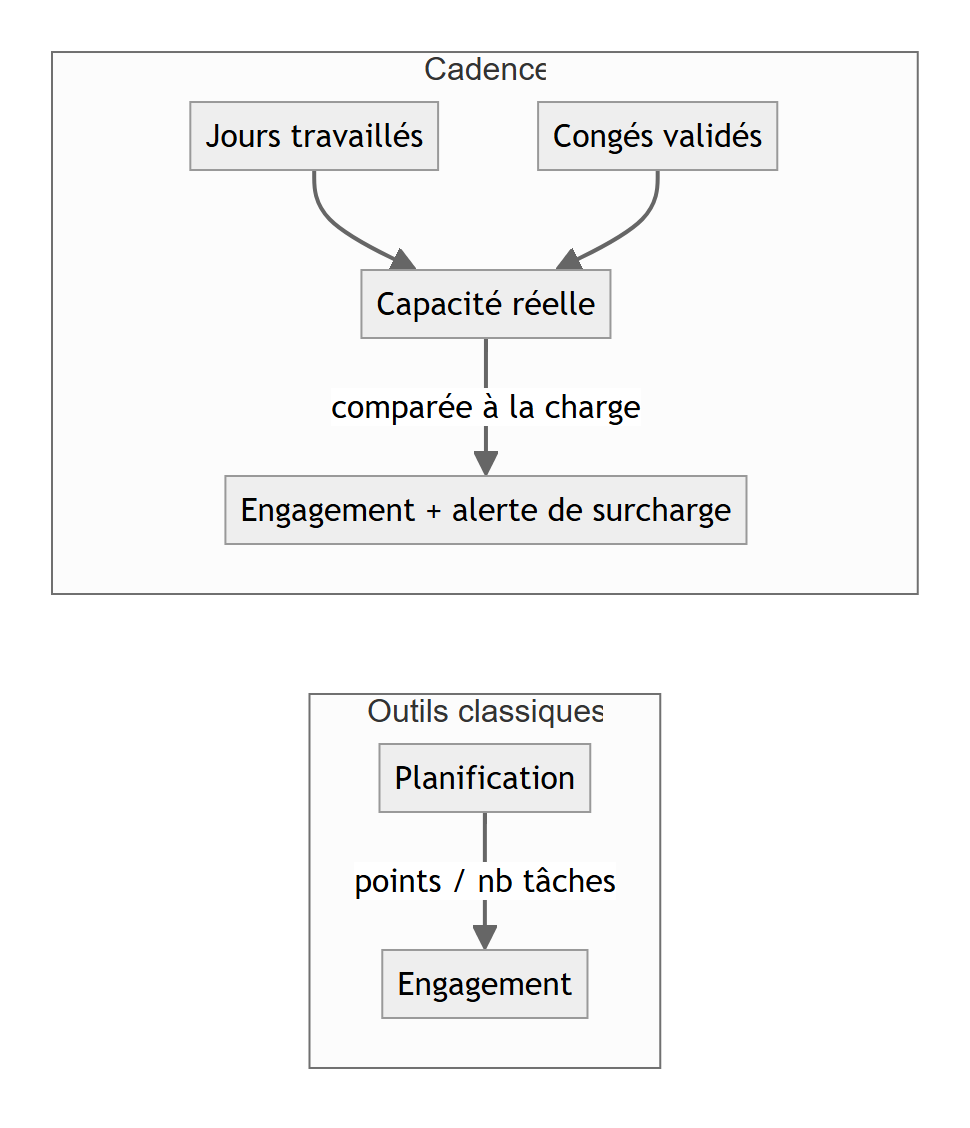 Cadence
Jours travaillés
Congés validés
Capacité réelle
comparée à la charge
Engagement + alerte de surcharge
Outils classiques
Planification
points / nb tâches
Engagement